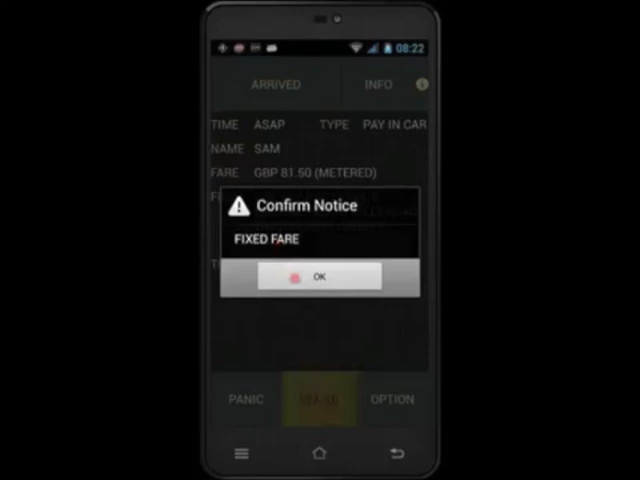 08:22
ARRIVED INFO
TIME ASAP TYPE PAY IN CAR
NAME SAM
FARE GBP 81.50 (METERED)
Confirm Notice
FIXED FARE
OK
PANIC OPTION